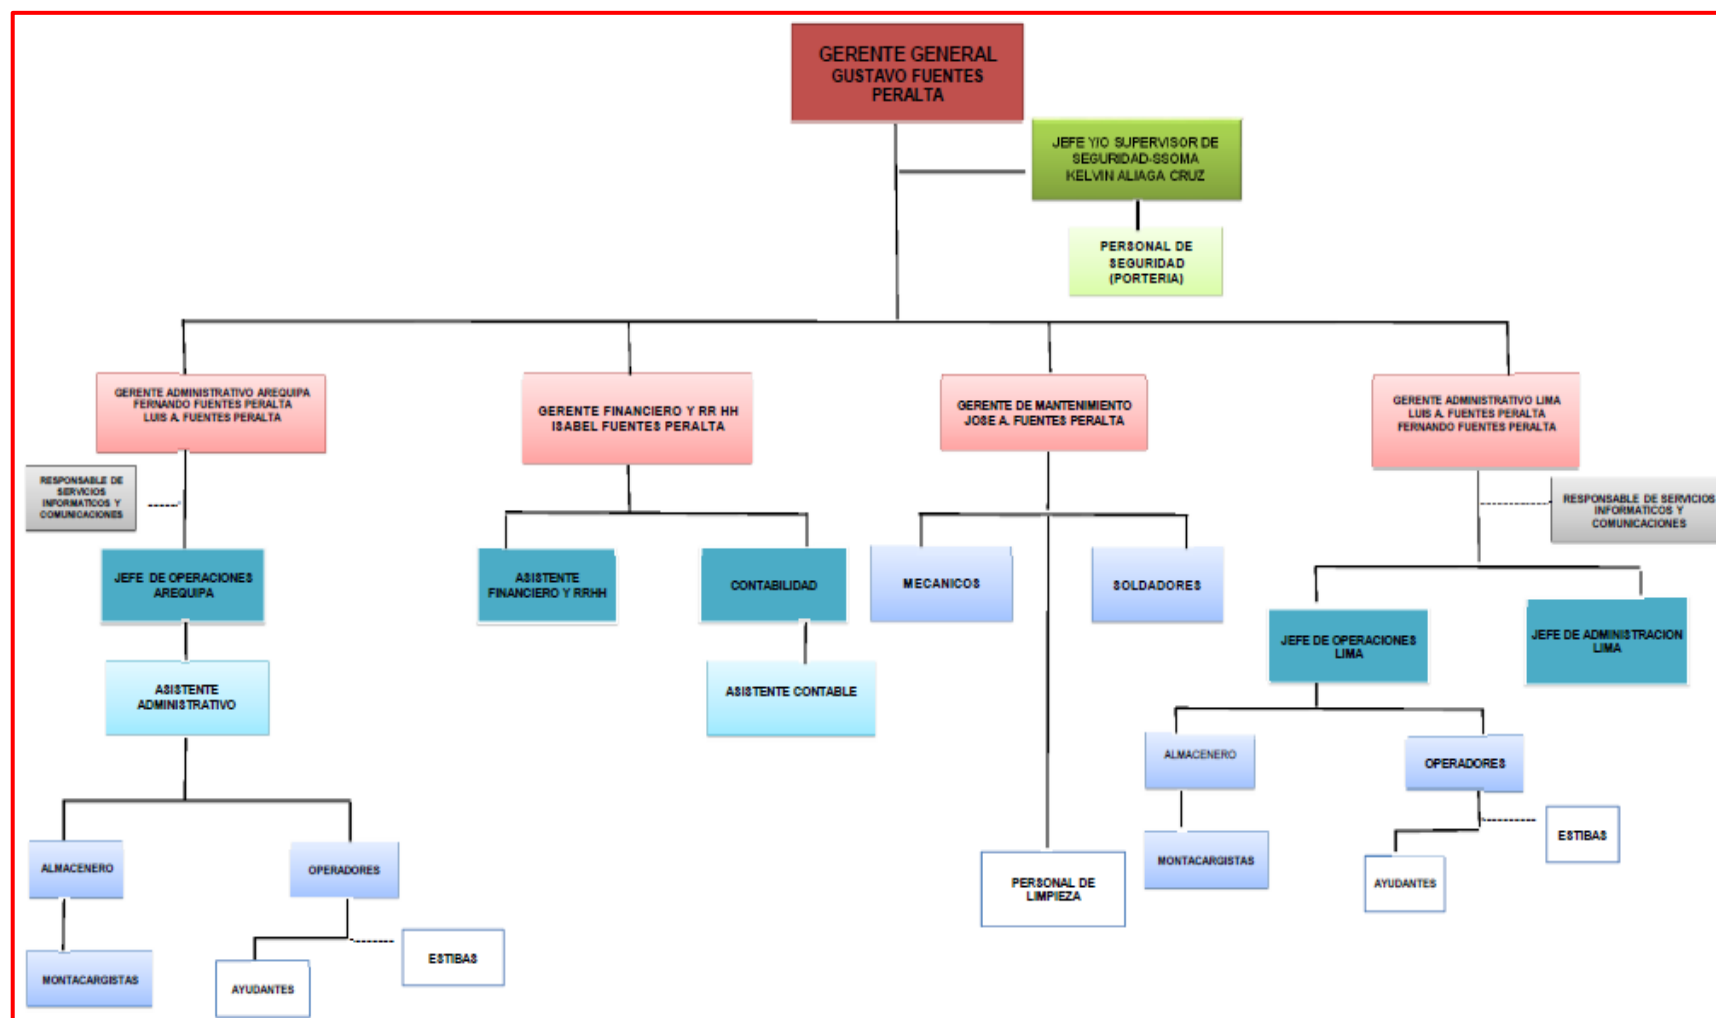 GERENTE GENERAL
GUSTAVO FUENTES
PERALTA
JEFE Y/O SUPERVISOR DE
SEGURIDAD-SSOMA
KELVIN ALIAGA CRUZ
PERSONAL DE
SEGURIDAD
(PORTERIA)
GERENTE ADMINISTRATIVO AREQUIPA
FERNANDO FUENTES PERALTA
LUIS A. FUENTES PERALTA
GERENTE FINANCIERO Y RR HH
ISABEL FUENTES PERALTA
GERENTE DE MANTENIMIENTO
JOSE A. FUENTES PERALTA
GERENTE ADMINISTRATIVO LIMA
LUIS A. FUENTES PERALTA
FERNANDO FUENTES PERALTA
RESPONSABLE DE
SERVICIOS
INFORMATICOS Y
COMUNICACIONES
RESPONSABLE DE SERVICIOS
INFORMATICOS Y
COMUNICACIONES
JEFE DE OPERACIONES
AREQUIPA
ASISTENTE
FINANCIERO Y RRHH
CONTABILIDAD
MECANICOS
SOLDADORES
JEFE DE OPERACIONES
LIMA
JEFE DE ADMINISTRACION
LIMA
ASISTENTE
ADMINISTRATIVO
ASISTENTE CONTABLE
ALMACENERO
OPERADORES
ESTIBAS
MONTACARGISTAS
AYUDANTES
PERSONAL DE
LIMPIEZA
ALMACENERO
OPERADORES
ESTIBAS
MONTACARGISTAS
AYUDANTES